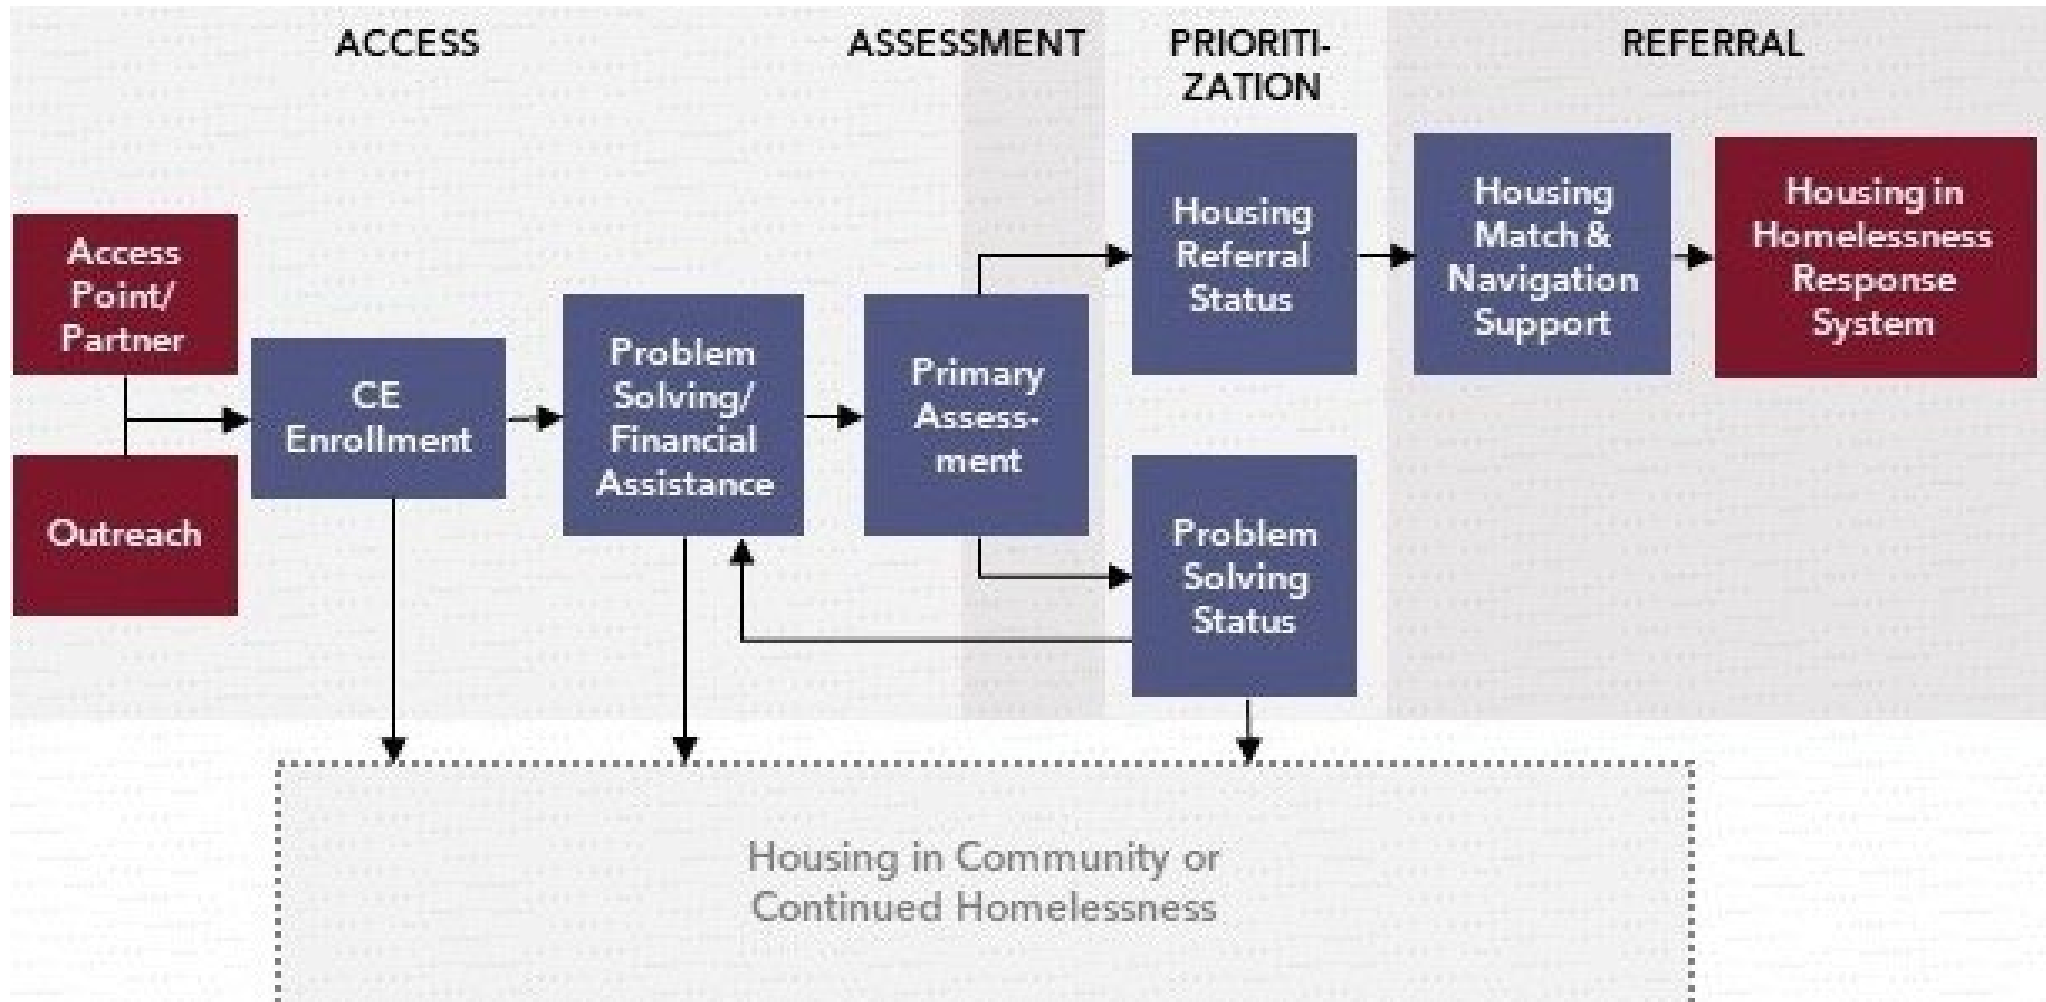 ACCESS
ASSESSMENT
PRIORITI-
ZATION
REFERRAL
Access
Point/
Partner
Outreach
CE
Enrollment
Problem
Solving/
Financial
Assistance
Primary
Assess-
ment
Housing
Referral
Status
Problem
Solving
Status
Housing
Match &
Navigation
Support
Housing in
Homelessness
Response
System
Housing in Community or
Continued Homelessness